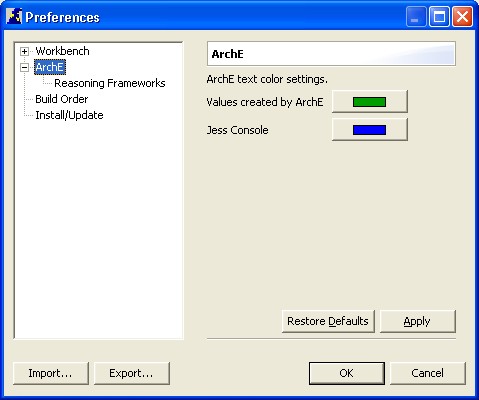 Preferences
Workbench
ArchE
Reasoning Frameworks
Build Order
Install/Update
ArchE
ArchE text color settings.
Values created by ArchE
Jess Console
Restore Defaults
Apply
Import...
Export...
OK
Cancel